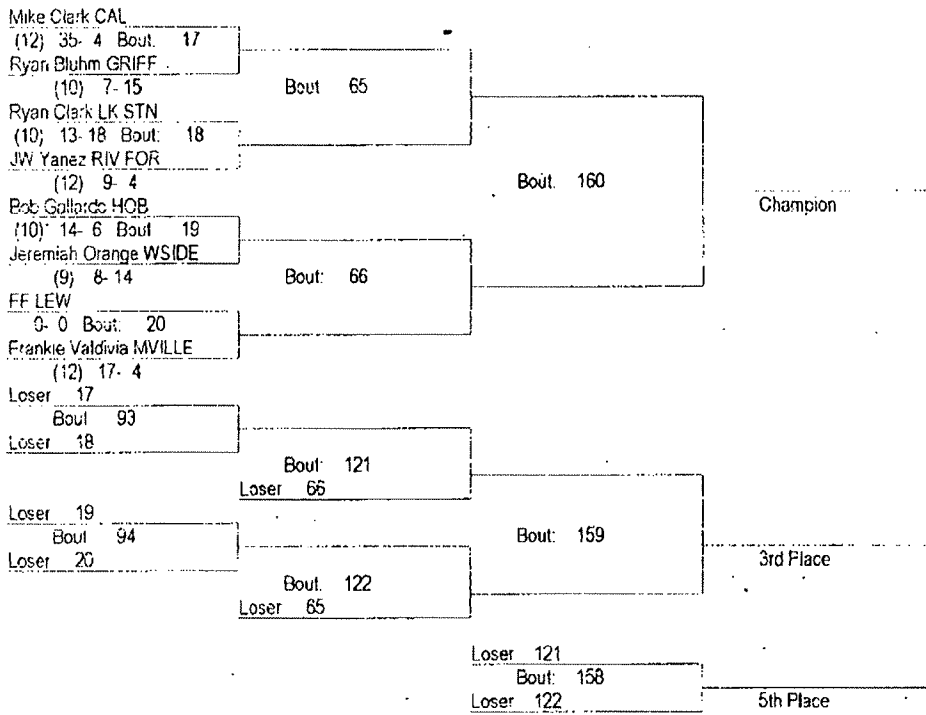 Mike Clark CAL
(12) 35- 4 Bout. 17
Ryan Bluhm GRIFF
(10) 7- 15
Bout 65
Ryan Clark LK STN
(10) 13- 18 Bout: 18
JW Yanez RIV FOR
(12) 9- 4
Bout. 160
Bob Gallardo HOB
(10) 14- 6 Bout 19
Jeremiah Orange WSIDE
(9) 8- 14
Bout: 66
FF LEW
0- 0 Bout: 20
Frankie Valdivia MVILLE
(12) 17- 4
Champion
Loser 17
Bout 93
Loser 18
Bout: 121
Loser 66
Loser 19
Bout 94
Loser 20
Bout. 122
Loser 65
Bout: 159
3rd Place
Loser 121
Bout: 158
Loser 122
5th Place